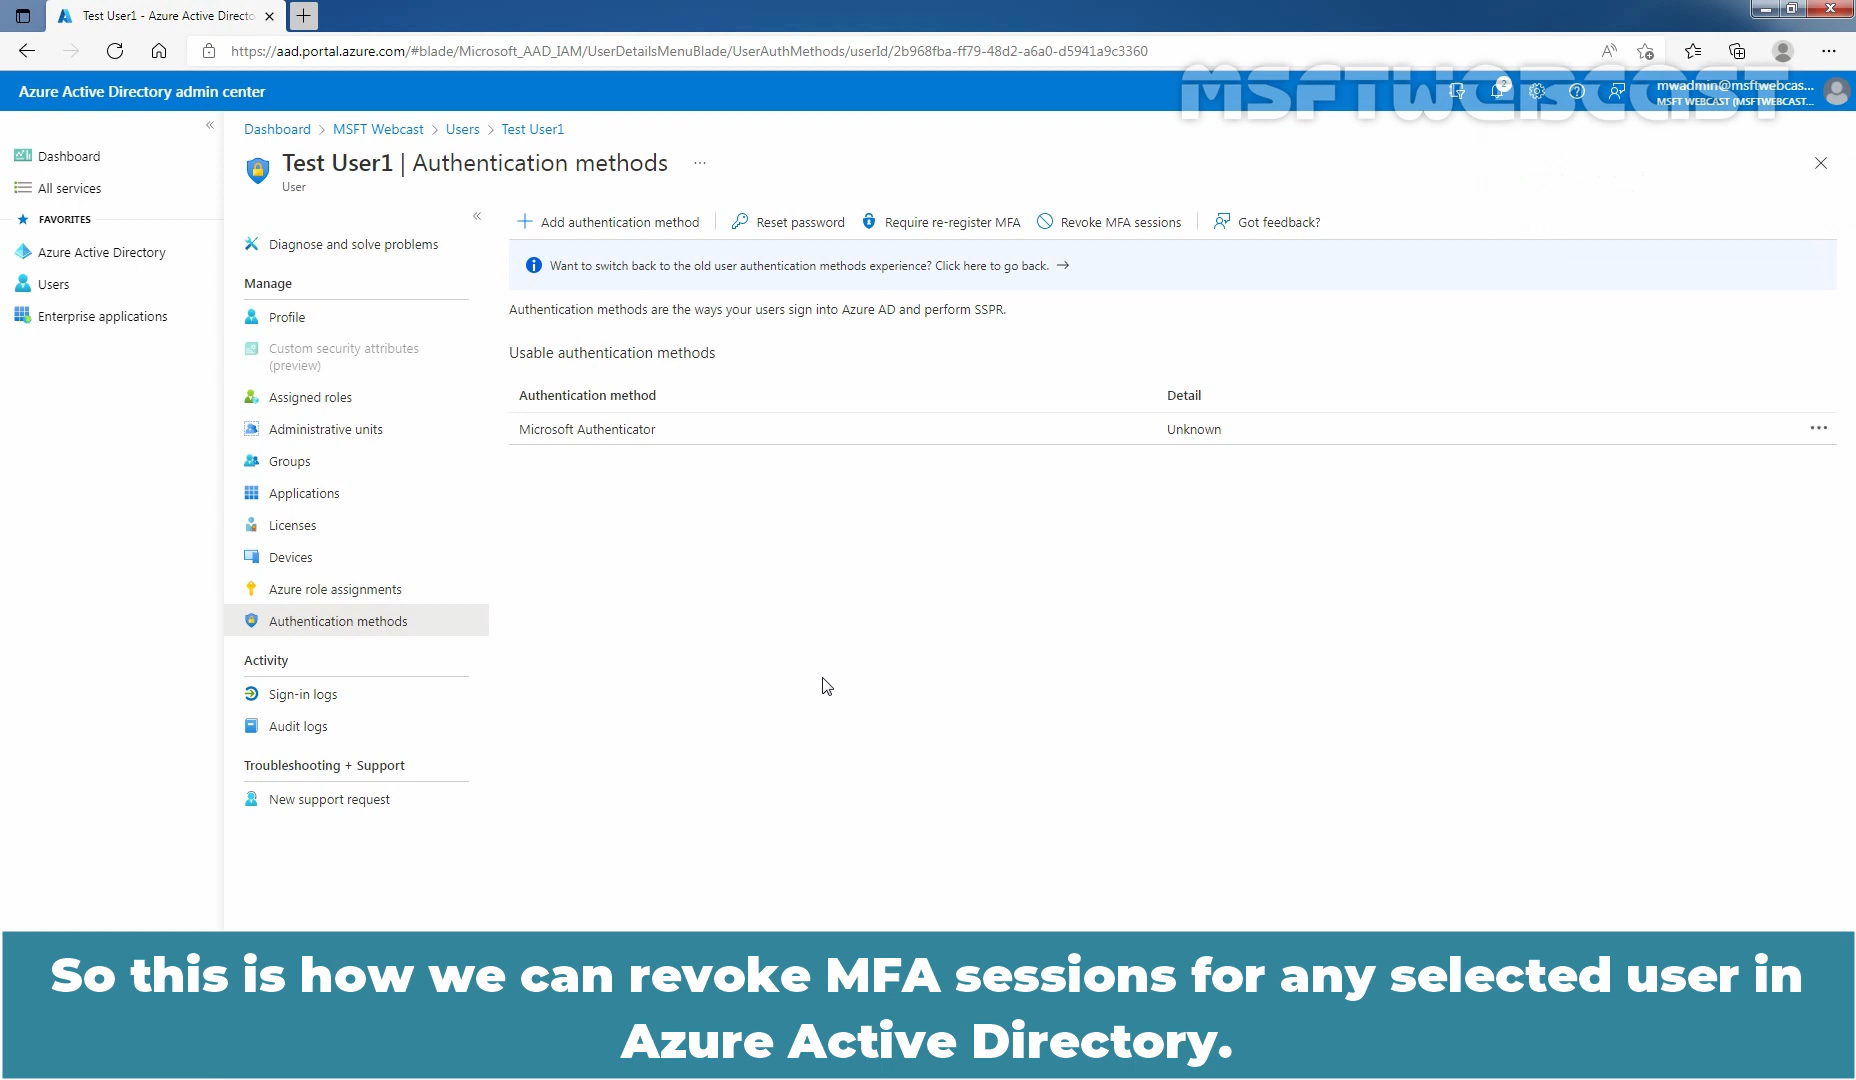 Test User1 - Azure Active Directo
https://aad.portal.azure.com/#blade/Microsoft_AAD_IAM/UserDetailsMenuBlade/UserAuthMethods/userId/2b968fba-ff79-48d2-a6a0-d5941a9c3360
MSFTWEBCAST
Azure Active Directory admin center
2
mwadmin@msftwebcas...
MSFT WEBCAST (MSFTWEBCAST...
Dashboard
All services
FAVORITES
Azure Active Directory
Users
Enterprise applications
Dashboard > MSFT Webcast > Users > Test User1
Test User1 | Authentication methods ...
User
Diagnose and solve problems
Manage
Profile
Custom security attributes
(preview)
Assigned roles
Administrative units
Groups
Applications
Licenses
Devices
Azure role assignments
Authentication methods
Activity
Sign-in logs
Audit logs
Troubleshooting + Support
New support request
Add authentication method Reset password Require re-register MFA Revoke MFA sessions Got feedback?
Want to switch back to the old user authentication methods experience? Click here to go back. →
Authentication methods are the ways your users sign into Azure AD and perform SSPR.
Usable authentication methods
Authentication method Detail
Microsoft Authenticator Unknown ...
So this is how we can revoke MFA sessions for any selected user in
Azure Active Directory.